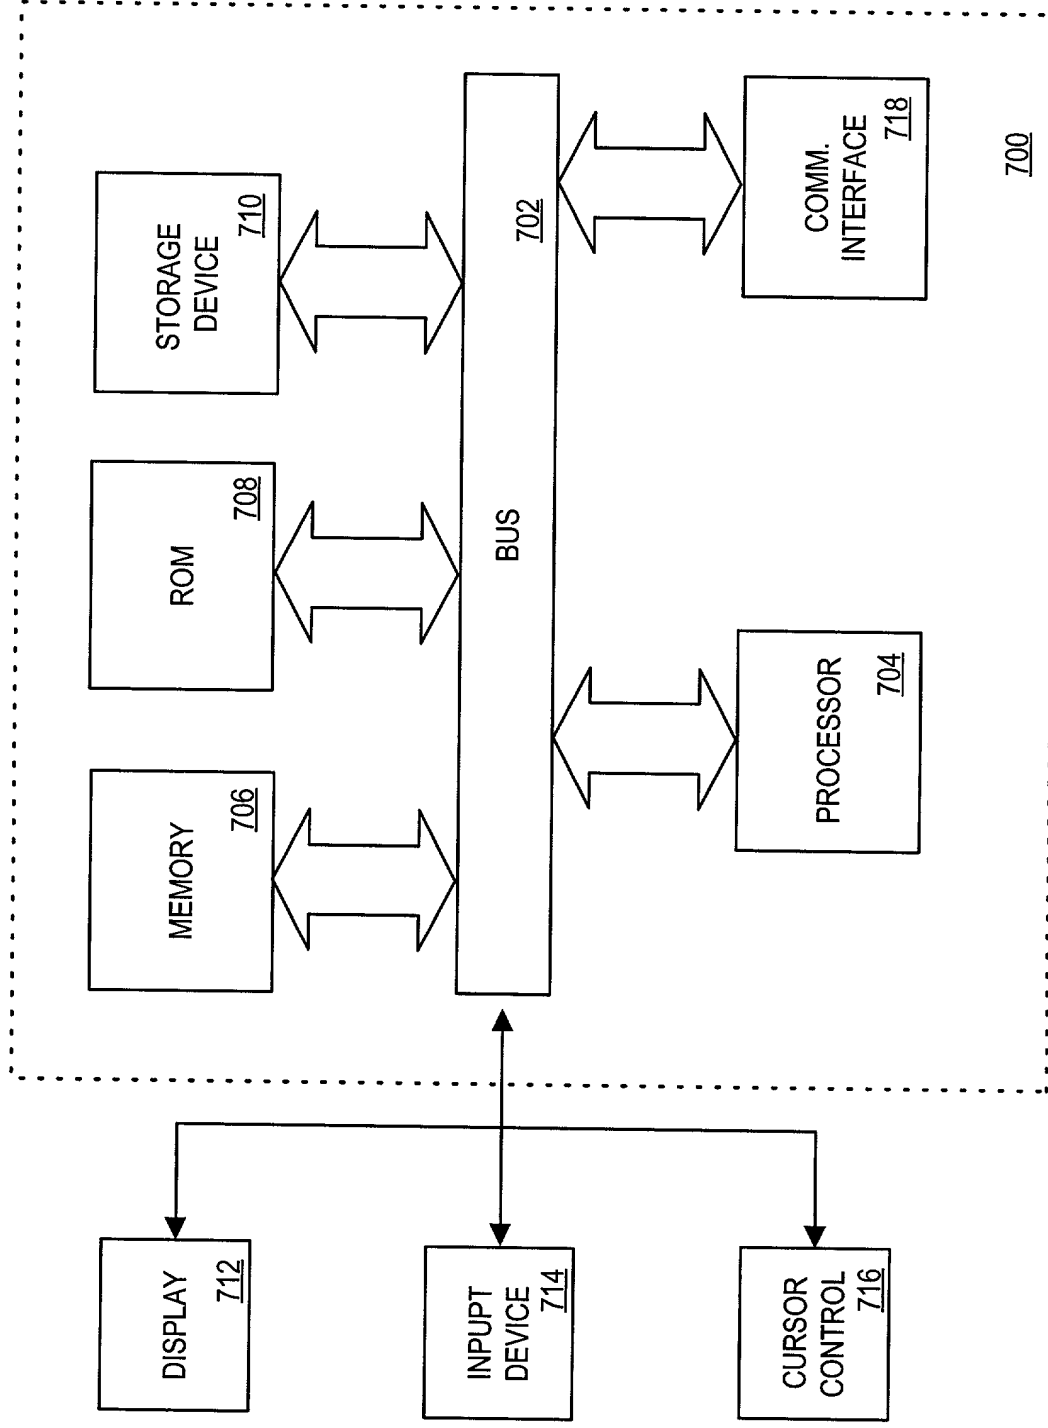 DISPLAY
712
INPUPT
DEVICE
714
CURSOR
CONTROL
716
MEMORY
706
ROM
708
STORAGE
DEVICE
710
BUS
702
PROCESSOR
704
COMM.
INTERFACE
718
700